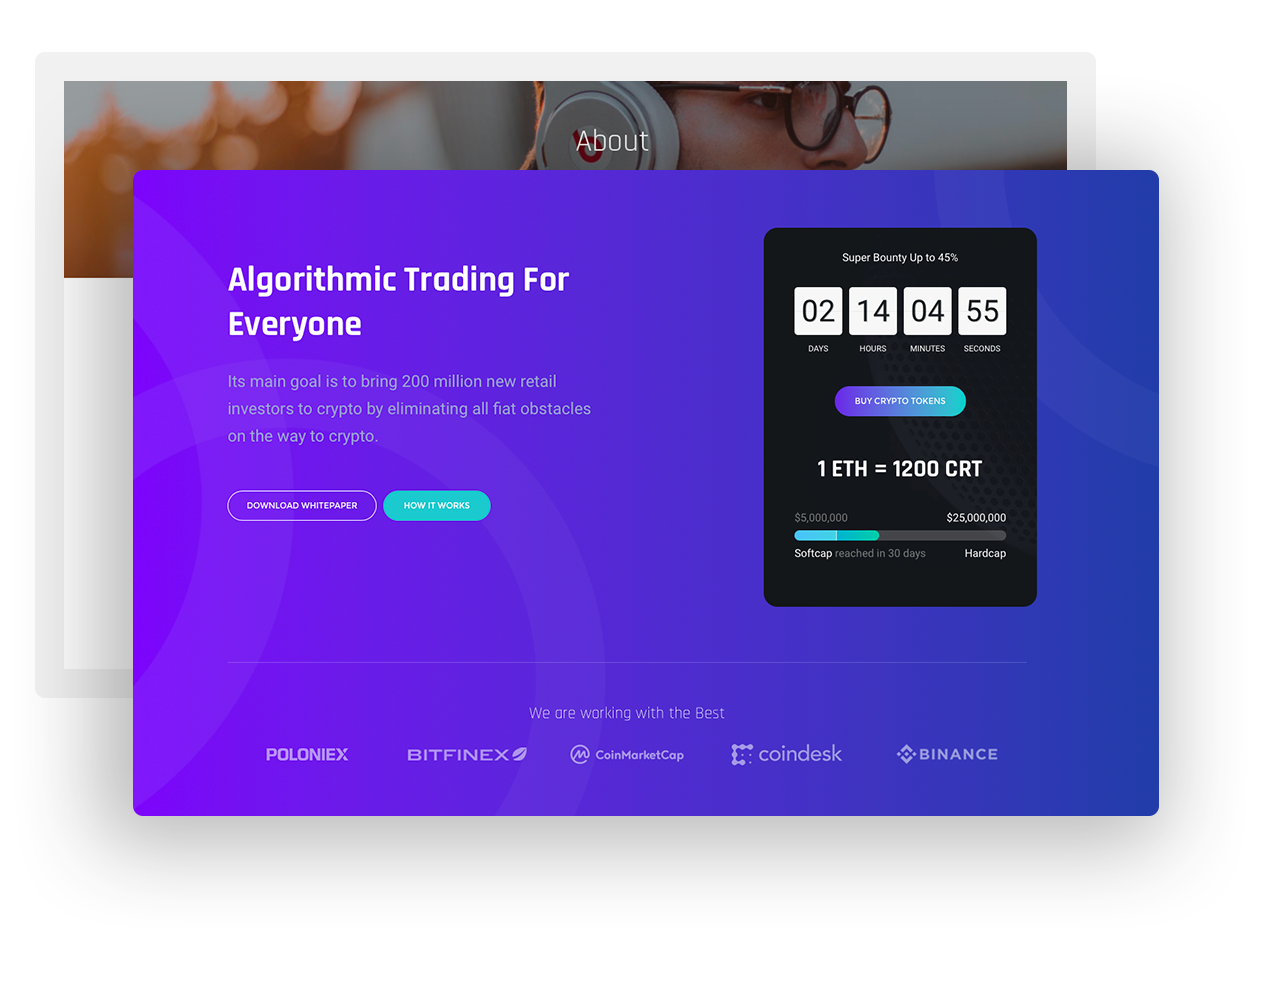 About
Algorithmic Trading For
Everyone
Its main goal is to bring 200 million new retail
investors to crypto by eliminating all fiat obstacles
on the way to crypto.
DOWNLOAD WHITEPAPER
HOW IT WORKS
Super Bounty Up to 45%
02 14 04 55
DAYS HOURS MINUTES SECONDS
BUY CRYPTO TOKENS
1 ETH = 1200 CRT
$5,000,000 $25,000,000
Softcap reached in 30 days Hardcap
We are working with the Best
POLONIEX BITFINEX CoinMarketCap coindesk BINANCE